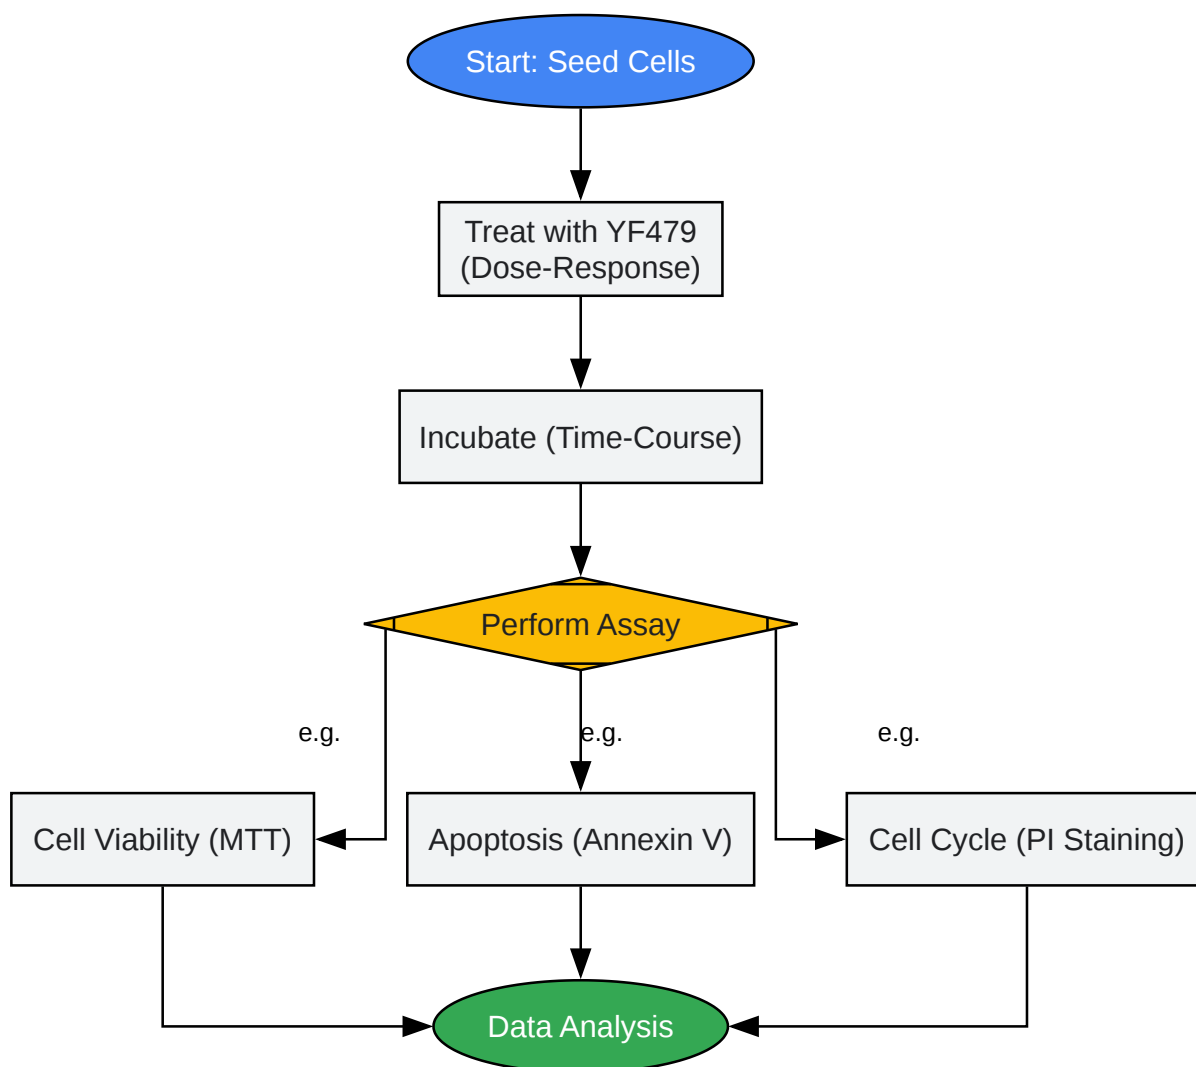 Start: Seed Cells
Treat with YF479
(Dose-Response)
Incubate (Time-Course)
Perform Assay
e.g.
e.g.
e.g.
Cell Viability (MTT)
Apoptosis (Annexin V)
Cell Cycle (PI Staining)
Data Analysis